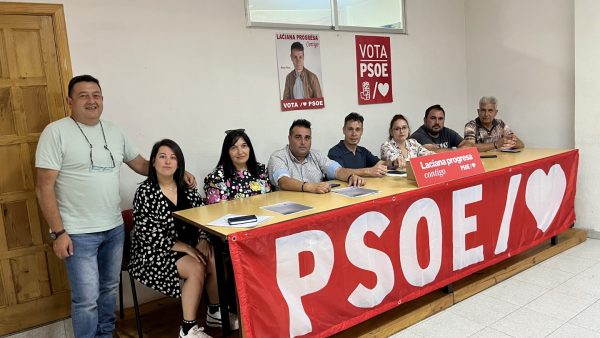 LACIANA PROGRESA
contigo
VOTA PSOE
VOTA
PSOE
LACIANA PROGRESA
contigo
PSOE
PSOE/